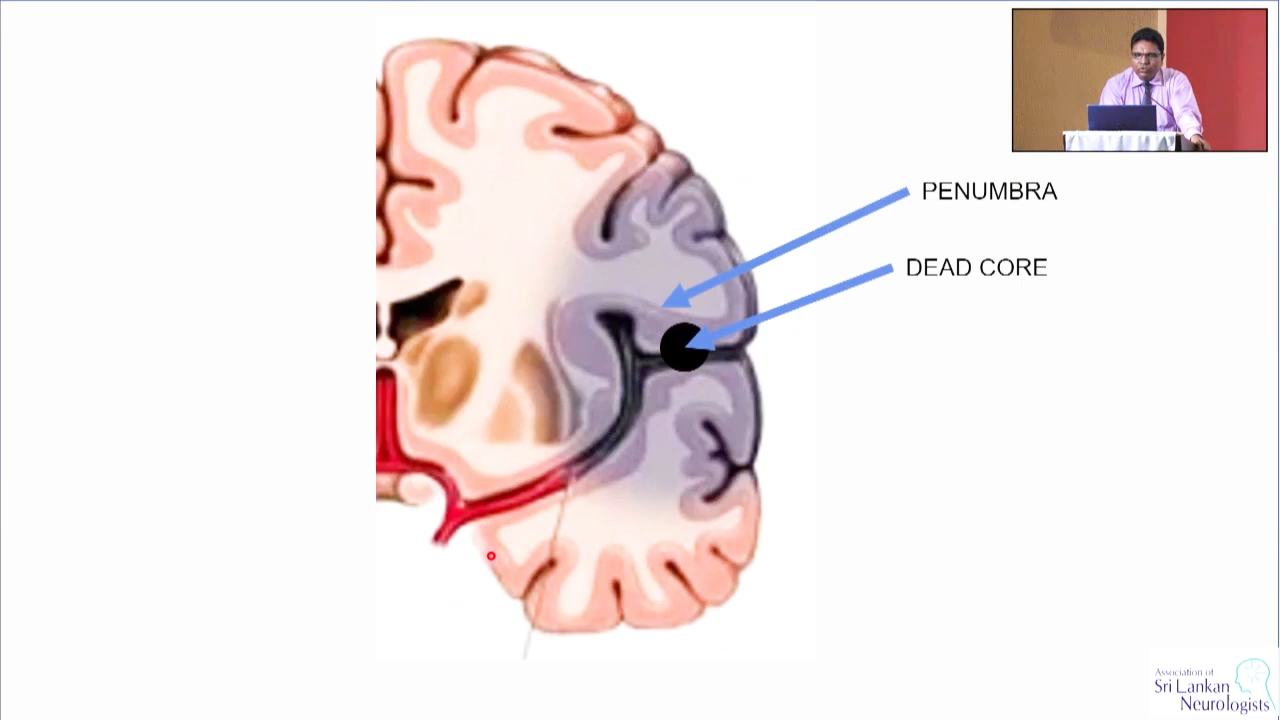 PENUMBRA
DEAD CORE
Association of
Sri Lankan
Neurologists